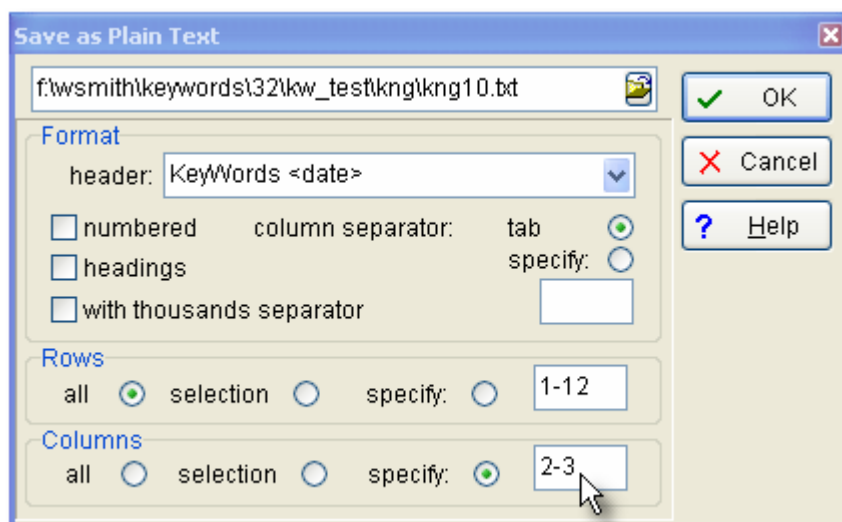 Save as Plain Text
f:\wsmith\keywords\32\kw_test\kng\kng10.txt
OK
Format
header: KeyWords <date>
Cancel
numbered column separator: tab
? Help
headings specify:
with thousands separator
Rows
all selection specify: 1-12
Columns
all selection specify: 2-3